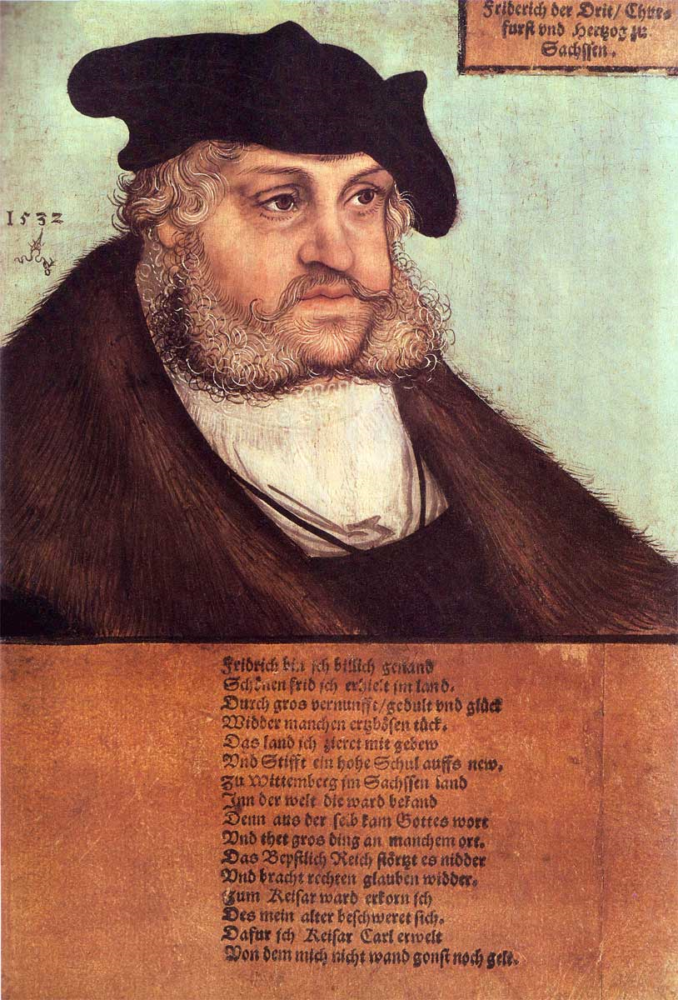 Friderich der Drit/ Chur-
furst vnd Hertzog zu
Sachssen.
1532
Fridrich bin ich billich genand
Schönen frid ich erhielt im land.
Durch gros vernunfft/gedult vnd glück
Widder manchen ertzbösen tück.
Das land ich zieret mit gebew
Vnd Stifft ein hohe Schul auffs new.
Zu Wittemberg im Sachssen land
Inn der welt die ward bekand
Denn aus der selb kam Gottes wort
Vnd thet gros ding an manchem ort.
Das Bepstlich Reich störtzt es nidder
Vnd bracht rechten glauben widder.
Zum Keisar ward erkorn ich
Des mein alter beschweret sich.
Dafur ich Keisar Carl erwelt
Von dem mich nicht wand gonst noch gelt.